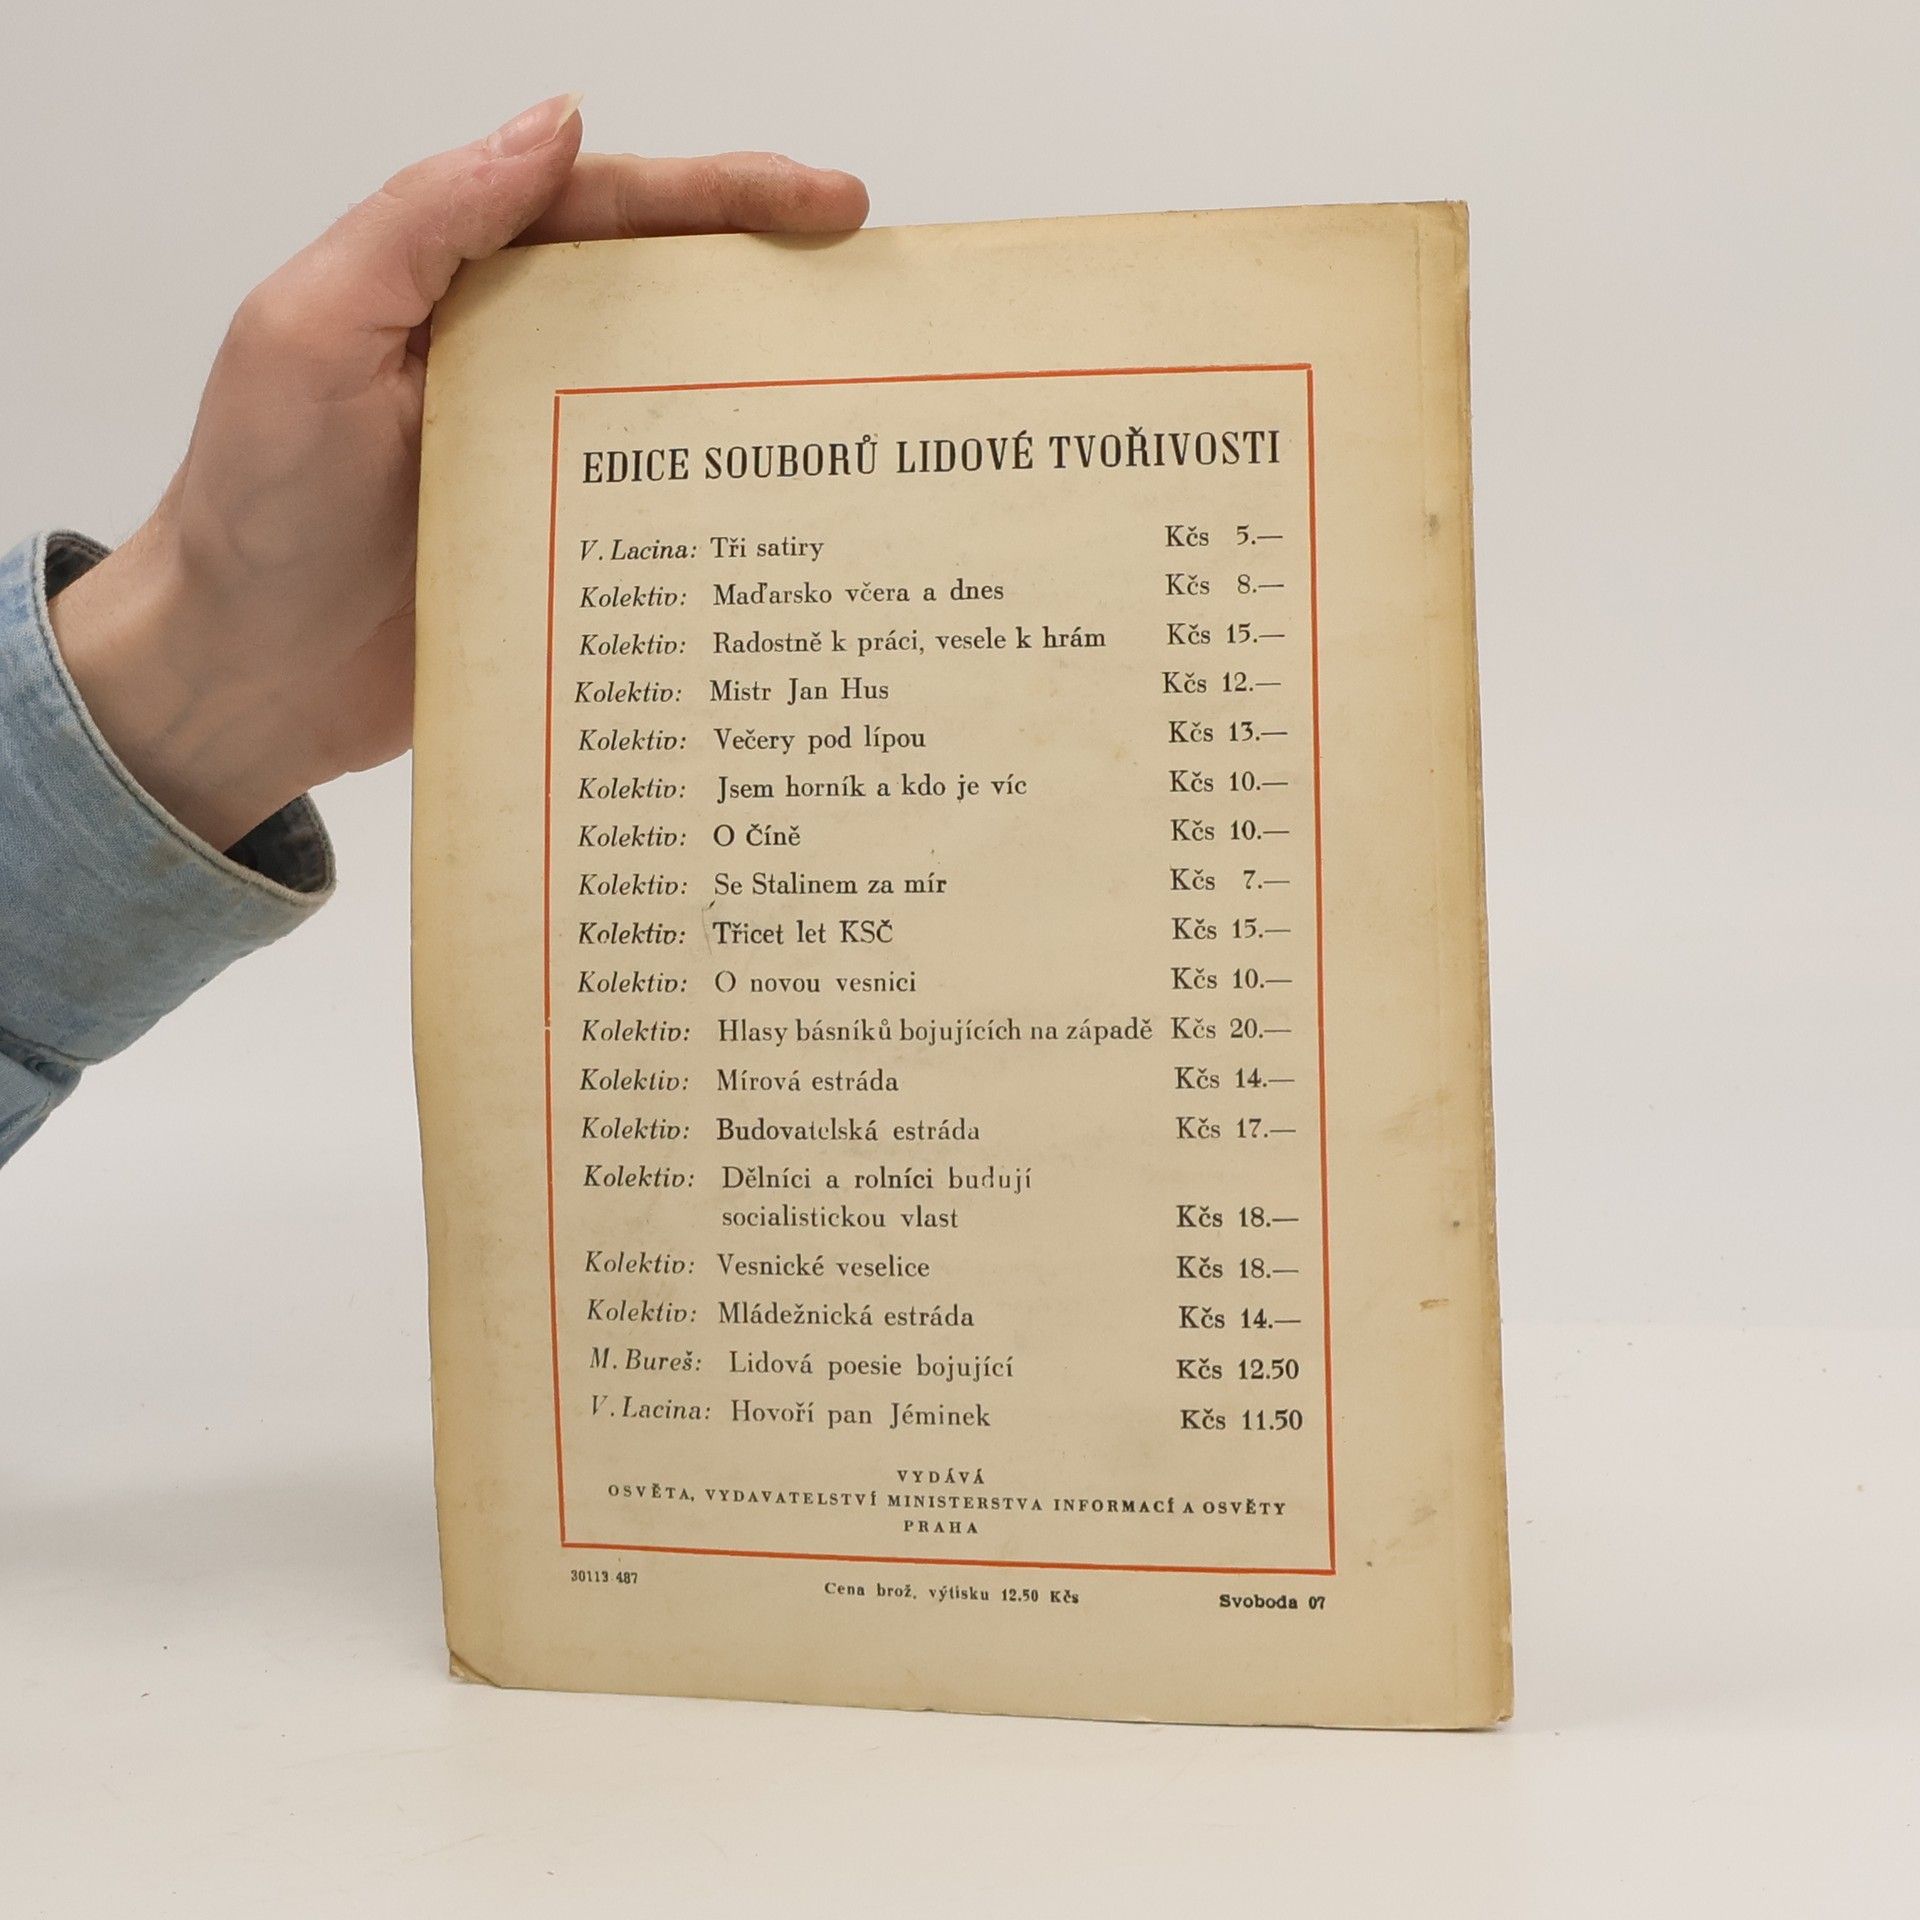 EDICE SOUBORŮ LIDOVÉ TVOŘIVOSTI
V. Lacina: Tři satiry Kčs 5.—
Kolektiv: Maďarsko včera a dnes Kčs 8.—
Kolektiv: Radostně k práci, vesele k hrám Kčs 15.—
Kolektiv: Mistr Jan Hus Kčs 12.—
Kolektiv: Večery pod lípou Kčs 13.—
Kolektiv: Jsem horník a kdo je víc Kčs 10.—
Kolektiv: O Číně Kčs 10.—
Kolektiv: Se Stalinem za mír Kčs 7.—
Kolektiv: Třicet let KSČ Kčs 15.—
Kolektiv: O novou vesnici Kčs 10.—
Kolektiv: Hlasy básníků bojujících na západě Kčs 20.—
Kolektiv: Mírová estráda Kčs 14.—
Kolektiv: Budovatelská estráda Kčs 17.—
Kolektiv: Dělníci a rolníci budují
socialistickou vlast Kčs 18.—
Kolektiv: Vesnické veselice Kčs 18.—
Kolektiv: Mládežnická estráda Kčs 14.—
M. Bureš: Lidová poesie bojující Kčs 12.50
V. Lacina: Hovoří pan Jéminek Kčs 11.50
VYDÁVÁ
OSVĚTA, VYDAVATELSTVÍ MINISTERSTVA INFORMACÍ A OSVĚTY
PRAHA
30113 487 Cena brož. výtisku 12.50 Kčs Svoboda 07